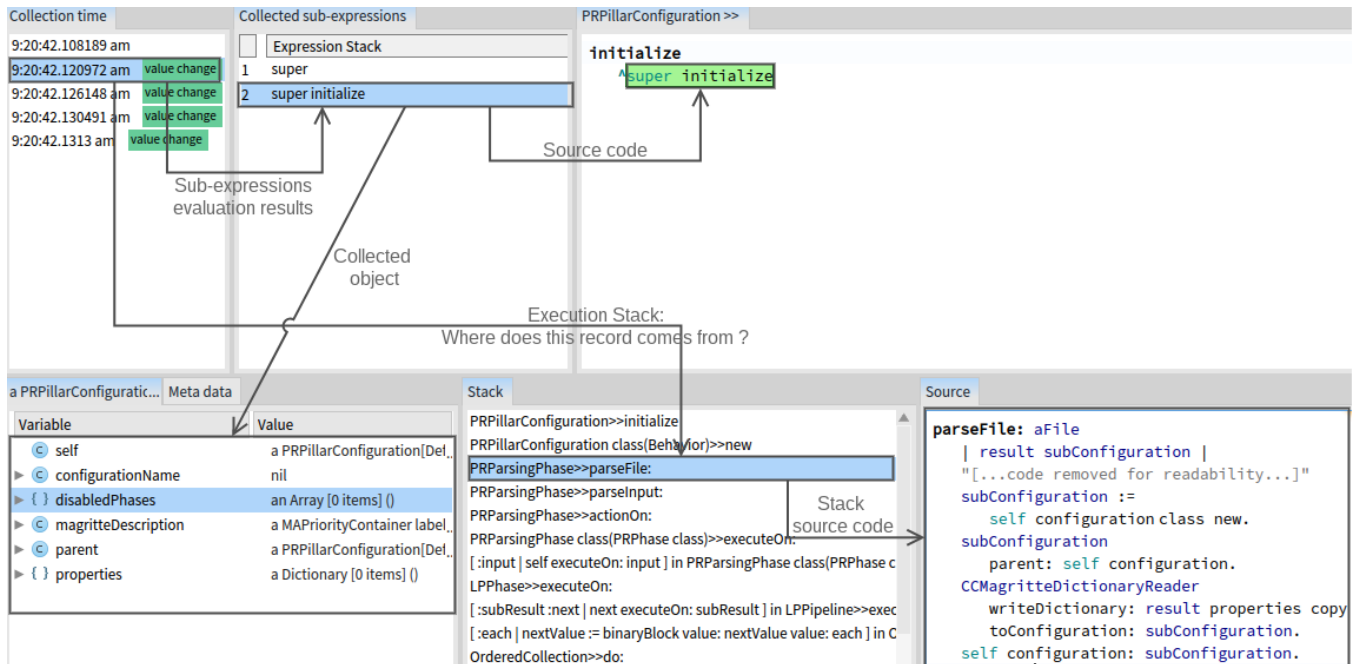 Collection time
9:20:42.108189 am
9:20:42.120972 am value change
9:20:42.126148 am value change
9:20:42.130491 am value change
9:20:42.1313 am value change
Collected sub-expressions
Expression Stack
1 super
2 super initialize
PRPillarConfiguration >>
initialize
^super initialize
Source code
Sub-expressions
evaluation results
Collected
object
Execution Stack:
Where does this record comes from ?
a PRPillarConfiguratic... Meta data
Variable Value
self a PRPillarConfiguration[Def
configurationName nil
disabledPhases an Array [0 items] ()
magritteDescription a MAPriorityContainer label
parent a PRPillarConfiguration[Def
properties a Dictionary [0 items] ()
Stack
PRPillarConfiguration>>initialize
PRPillarConfiguration class(Behavior)>>new
PRParsingPhase>>parseFile:
PRParsingPhase>>parseInput:
PRParsingPhase>>actionOn:
PRParsingPhase class(PRPhase class)>>executeOn:
[ :input | self executeOn: input ] in PRParsingPhase class(PRPhase c
LPPhase>>executeOn:
[ :subResult :next | next executeOn: subResult ] in LPPipeline>>exec
[ :each | nextValue := binaryBlock value: nextValue value: each ] in O
OrderedCollection>>do:
Stack
source code
Source
parseFile: aFile
| result subConfiguration |
"[...code removed for readability...]"
subConfiguration :=
self configuration class new.
subConfiguration
parent: self configuration.
CCMagritteDictionaryReader
writeDictionary: result properties copy
toConfiguration: subConfiguration.
self configuration: subConfiguration.